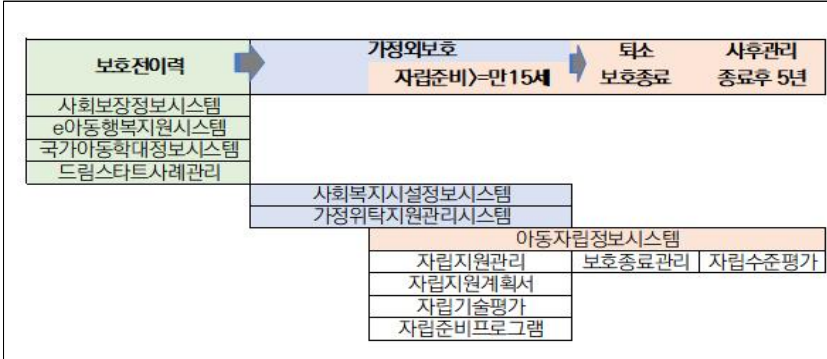 보호전이력
가정외보호
자립준비>=만15세
퇴소
보호종료
사후관리
종료후 5년
사회보장정보시스템
e아동행복지원시스템
국가아동학대정보시스템
드림스타트사례관리
사회복지시설정보시스템
가정위탁지원관리시스템
아동자립정보시스템
자립지원관리
보호종료관리
자립수준평가
자립지원계획서
자립기술평가
자립준비프로그램